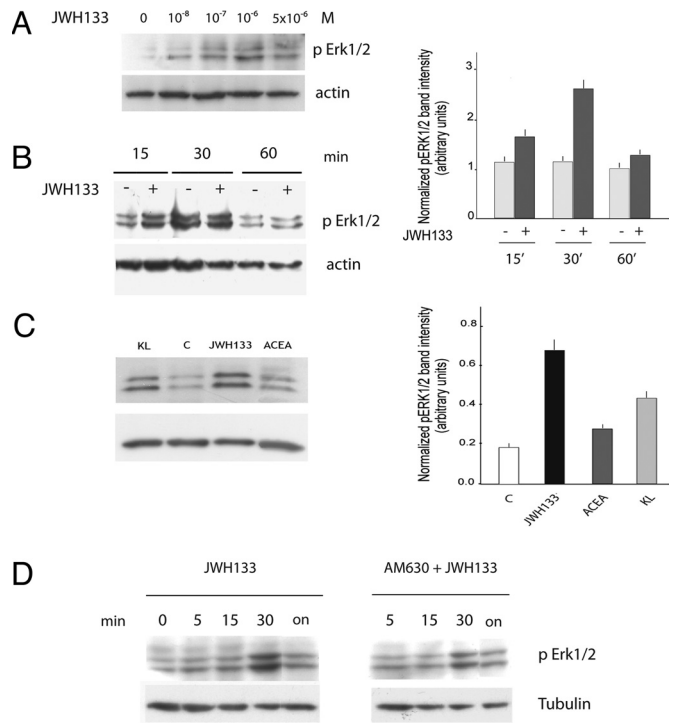 A
JWH133 0 10-8 10-7 10-6 5x10-6 M
p Erk1/2
actin
Normalized pERK1/2 band intensity
(arbitrary units)
3
2
1
0
- + - + - +
JWH133
15' 30' 60'
B
15 30 60 min
JWH133 - + - + - +
p Erk1/2
actin
C
KL C JWH133 ACEA
Normalized pERK1/2 band intensity
(arbitrary units)
0.8
0.6
0.4
0.2
0.0
C JWH133 ACEA KL
D
JWH133 AM630 + JWH133
min 0 5 15 30 on 5 15 30 on
p Erk1/2
Tubulin